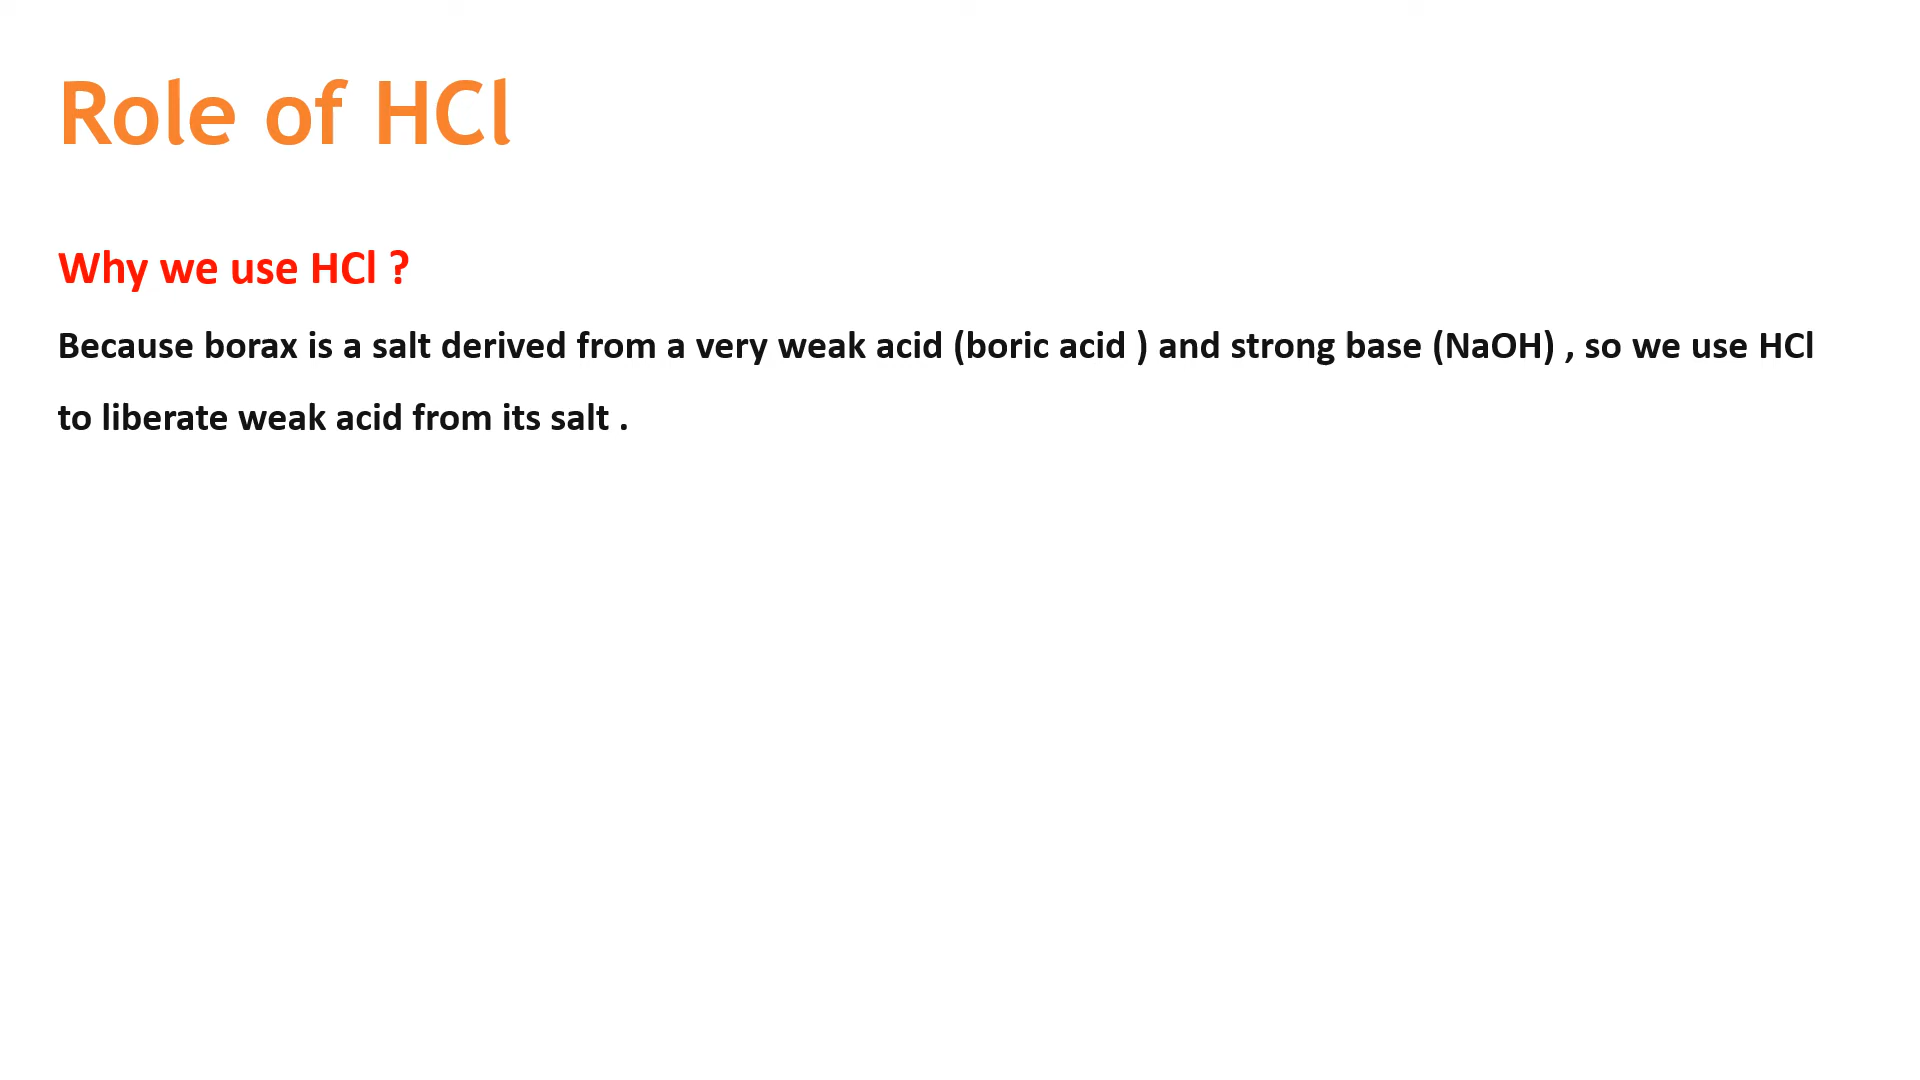 Role of HCl
Why we use HCl ?
Because borax is a salt derived from a very weak acid (boric acid ) and strong base (NaOH) , so we use HCl
to liberate weak acid from its salt .